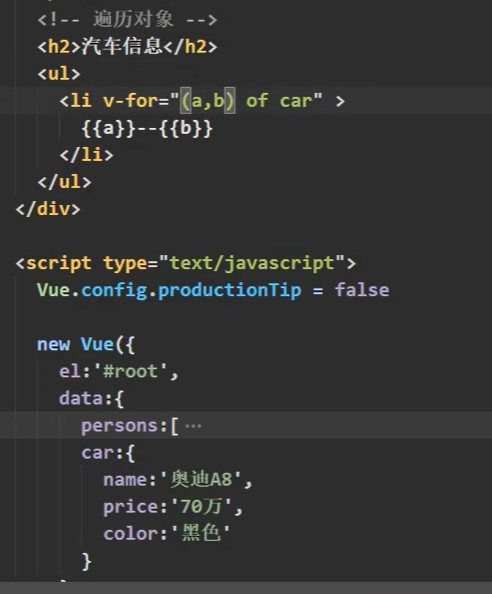 <!-- 遍历对象 -->
<h2>汽车信息</h2>
<ul>
<li v-for="(a,b) of car" >
{{a}}--{{b}}
</li>
</ul>
</div>
<script type="text/javascript">
Vue.config.productionTip = false
new Vue({
el:'#root',
data:{
persons:[ ⋯
car:{
name:'奥迪A8',
price:'70万',
color:'黑色'
}